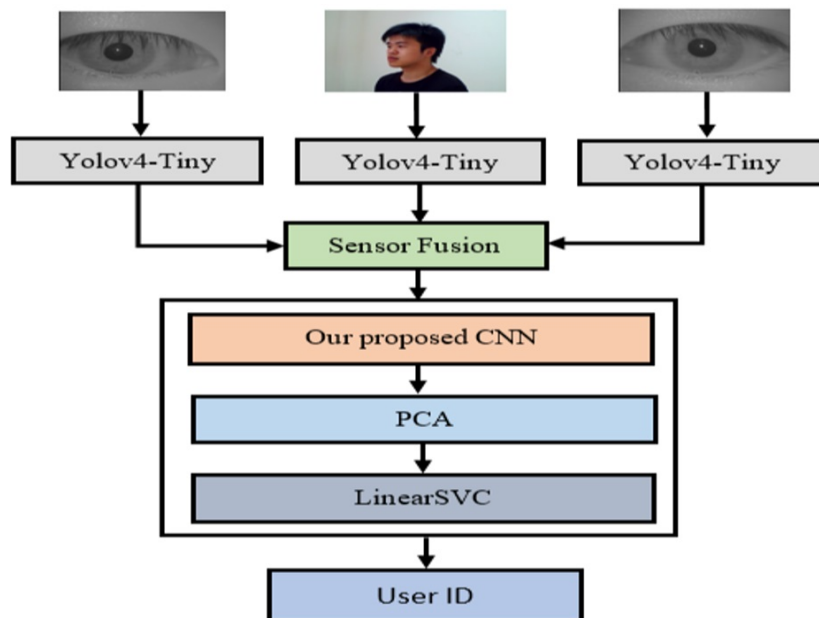 Yolov4-Tiny
Yolov4-Tiny
Yolov4-Tiny
Sensor Fusion
Our proposed CNN
PCA
LinearSVC
User ID